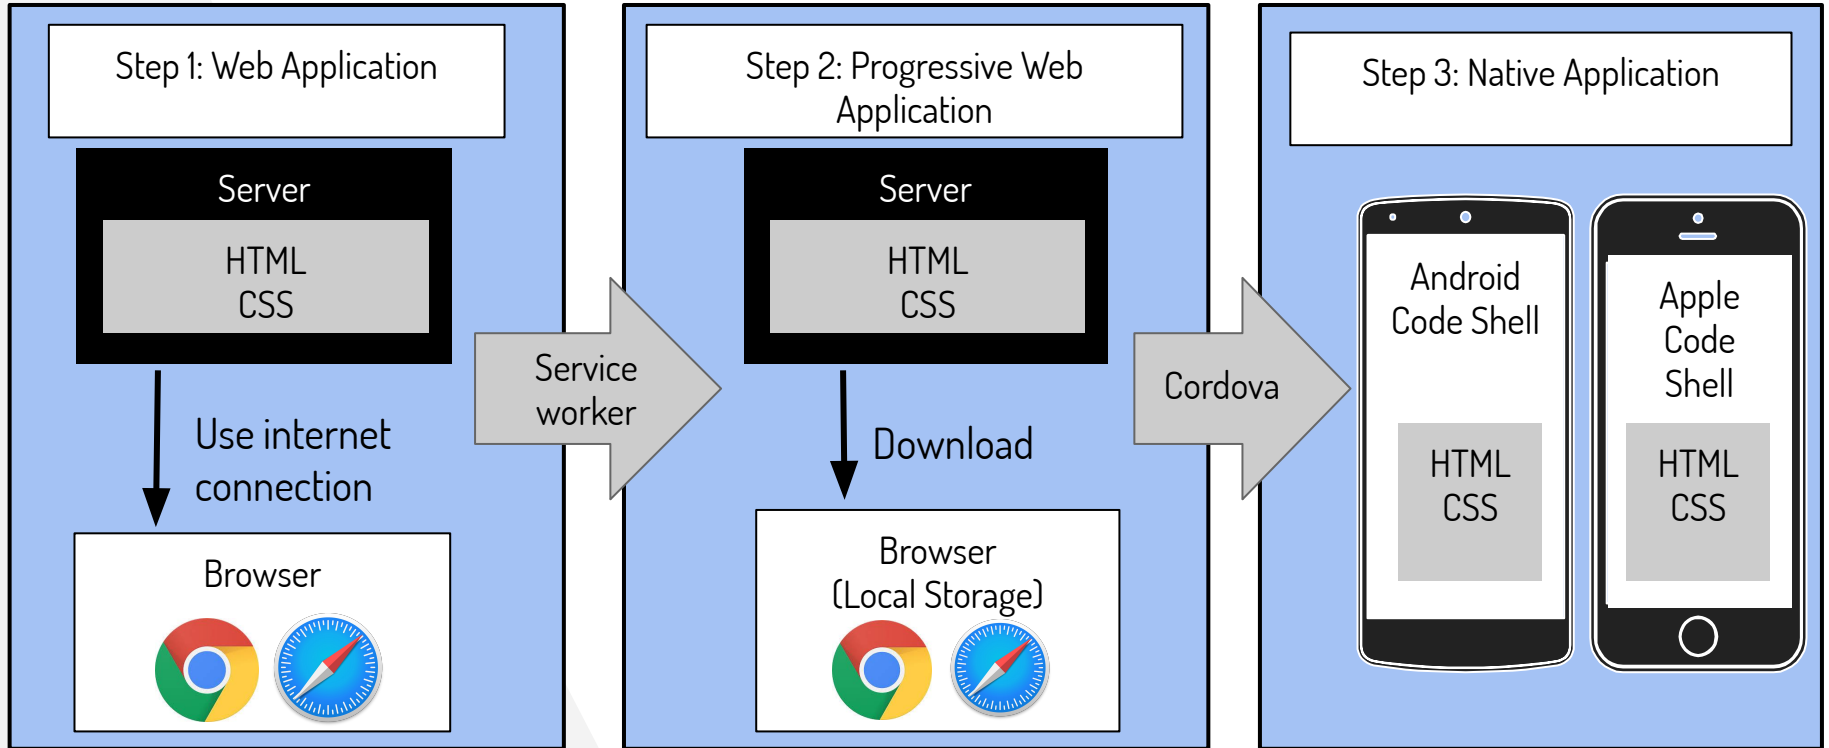 Step 1: Web Application
Server
HTML
CSS
Use internet
connection
Browser
Service
worker
Step 2: Progressive Web
Application
Server
HTML
CSS
Download
Browser
(Local Storage)
Cordova
Step 3: Native Application
Android
Code Shell
HTML
CSS
Apple
Code
Shell
HTML
CSS